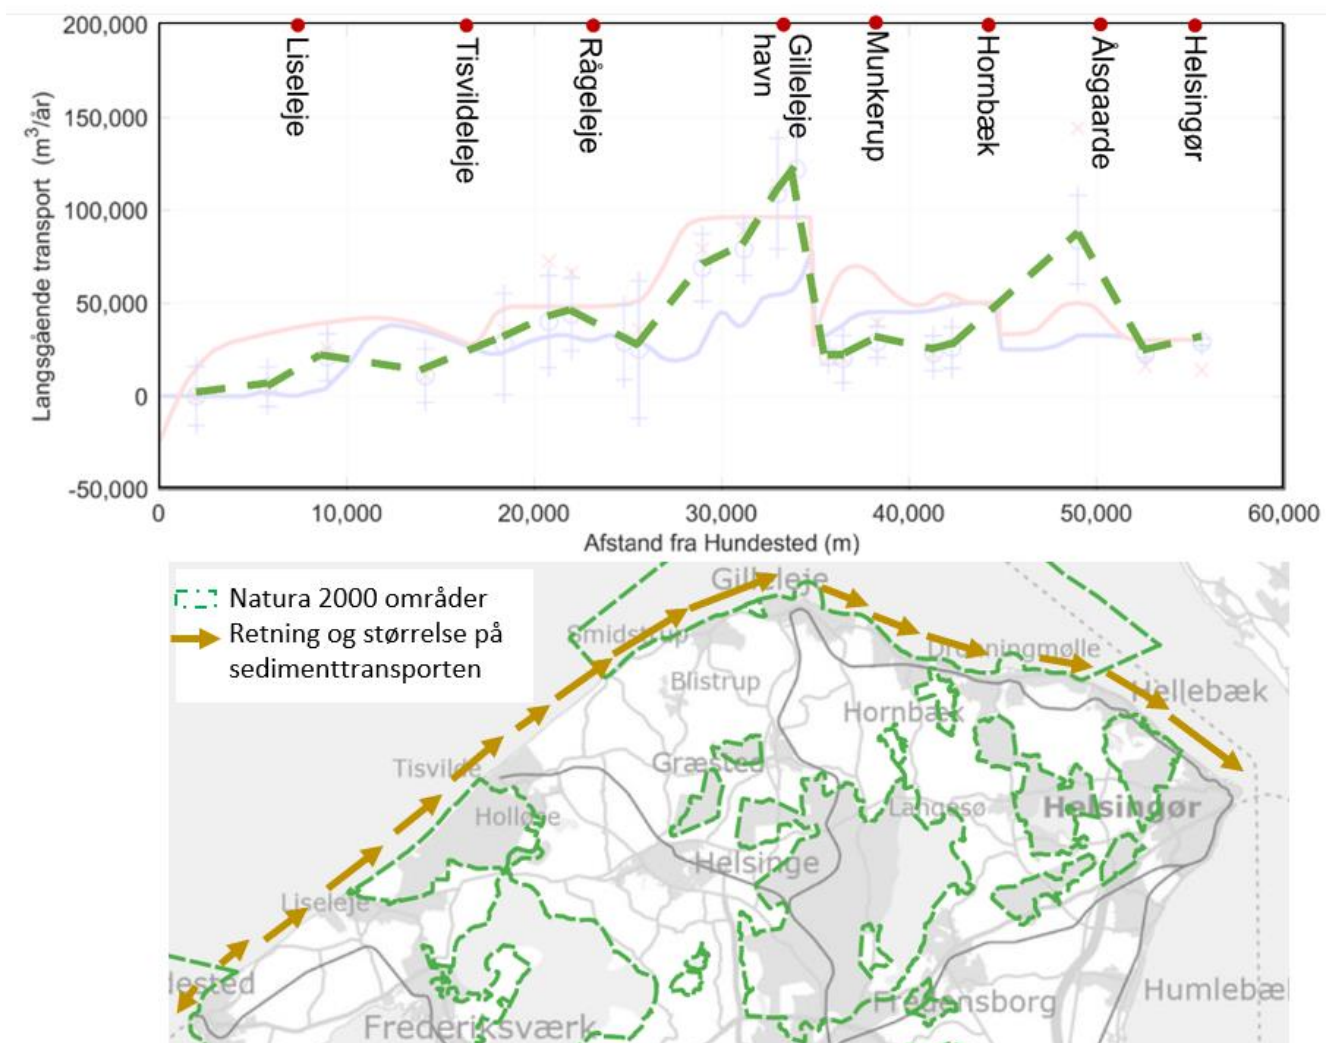 200,000
150,000
100,000
50,000
0
-50,000
Langsgående transport (m³/år)
Liseleje
Tisvildeleje
Rågeleje
Gilleleje
havn
Munkerup
Hornbæk
Ålsgaarde
Helsingør
0
10,000
20,000
30,000
40,000
50,000
60,000
Afstand fra Hundested (m)
Natura 2000 områder
Retning og størrelse på
sedimenttransporten
Gilleleje
Smidstrup
Dronningmølle
Blistrup
Hellebæk
Hornbæk
Tisvilde
Græsted
Holløse
Langesø
Helsingør
Helsinge
Liseleje
dested
Fredensborg
Humlebæ
Frederiksværk